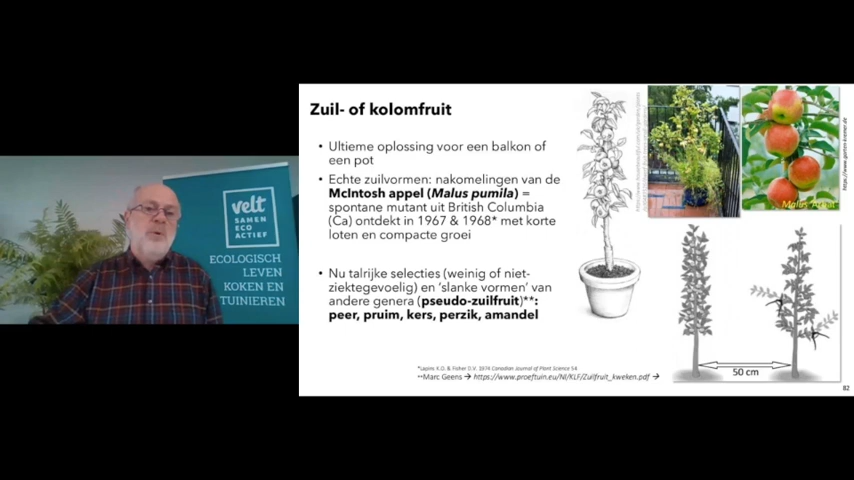 velt
SAMEN
ECO
ACTIEF
ECOLOGISCH
LEVEN
KOKEN EN
TUINIEREN
Zuil- of kolomfruit
• Ultieme oplossing voor een balkon of
een pot
• Echte zuilvormen: nakomelingen van de
McIntosh appel (Malus pumila) =
spontane mutant uit British Columbia
(Ca) ontdekt in 1967 & 1968* met korte
loten en compacte groei
• Nu talrijke selecties (weinig of niet-
ziektegevoelig) en ‘slanke vormen’ van
andere genera (pseudo-zuilfruit)**:
peer, pruim, kers, perzik, amandel
*Lapins K.O. & Fisher D.V. 1974 Canadian Journal of Plant Science 54
**Marc Geens → https://www.proeftuin.eu/Nl/KLF/Zuilfruit_kweken.pdf →
50 cm
82